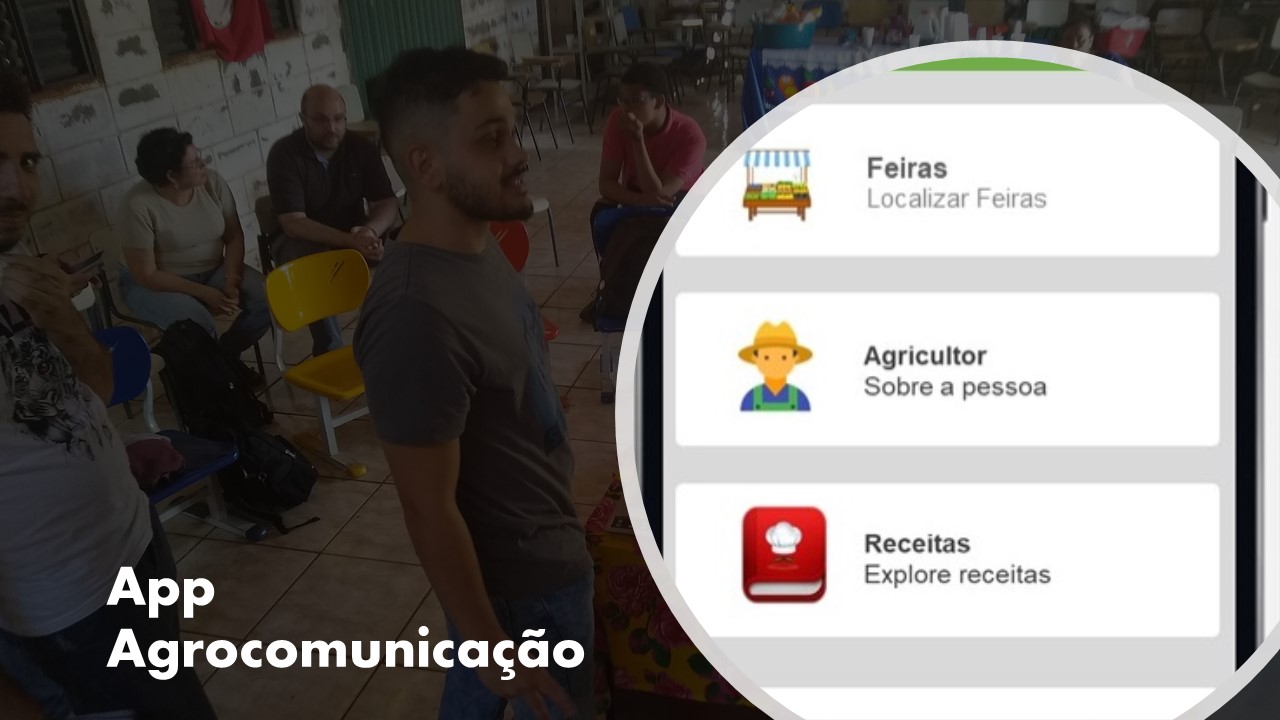 Feiras
Localizar Feiras
Agricultor
Sobre a pessoa
Receitas
Explore receitas
App
Agrocomunicação